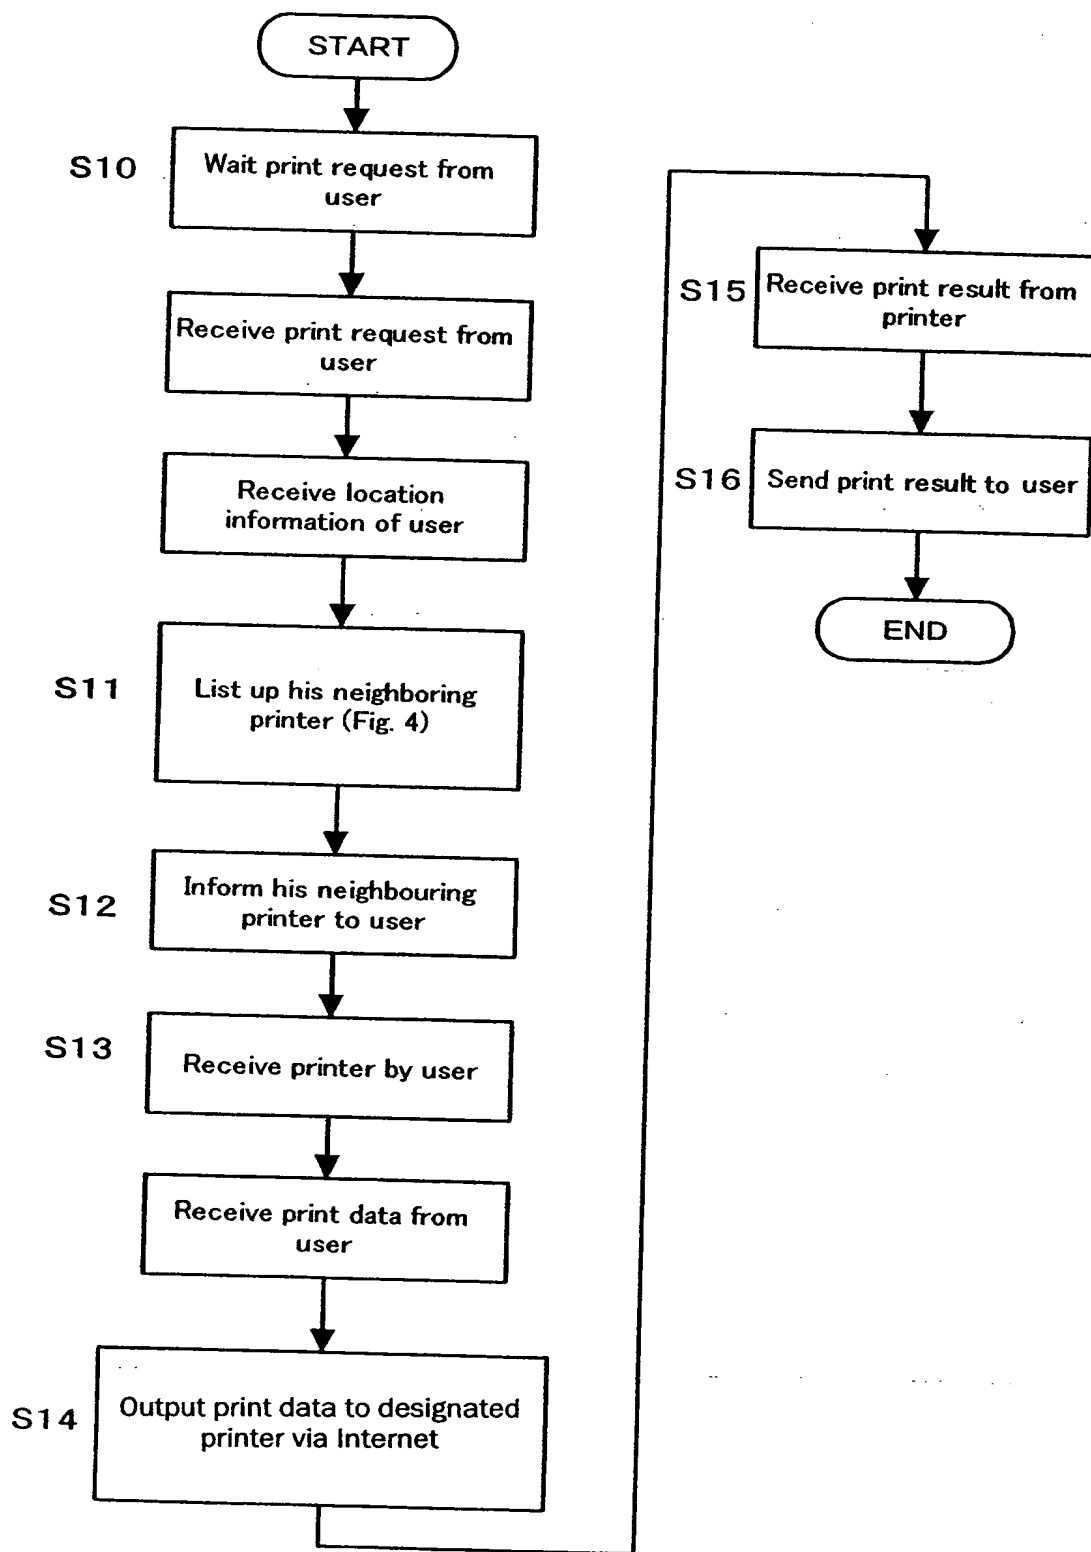 START
S10
Wait print request from
user
Receive print request from
user
Receive location
information of user
S11
List up his neighboring
printer (Fig. 4)
S12
Inform his neighbouring
printer to user
S13
Receive printer by user
Receive print data from
user
S14
Output print data to designated
printer via Internet
S15
Receive print result from
printer
S16
Send print result to user
END